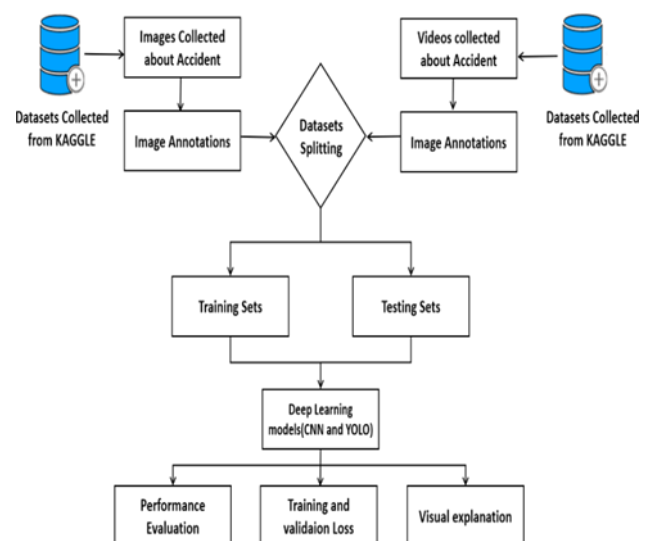 Images Collected
about Accident
Videos collected
about Accident
Datasets Collected
from KAGGLE
Image Annotations
Datasets
Splitting
Image Annotations
Datasets Collected
from KAGGLE
Training Sets
Testing Sets
Deep Learning
models(CNN and YOLO)
Performance
Evaluation
Training and
validaion Loss
Visual explanation